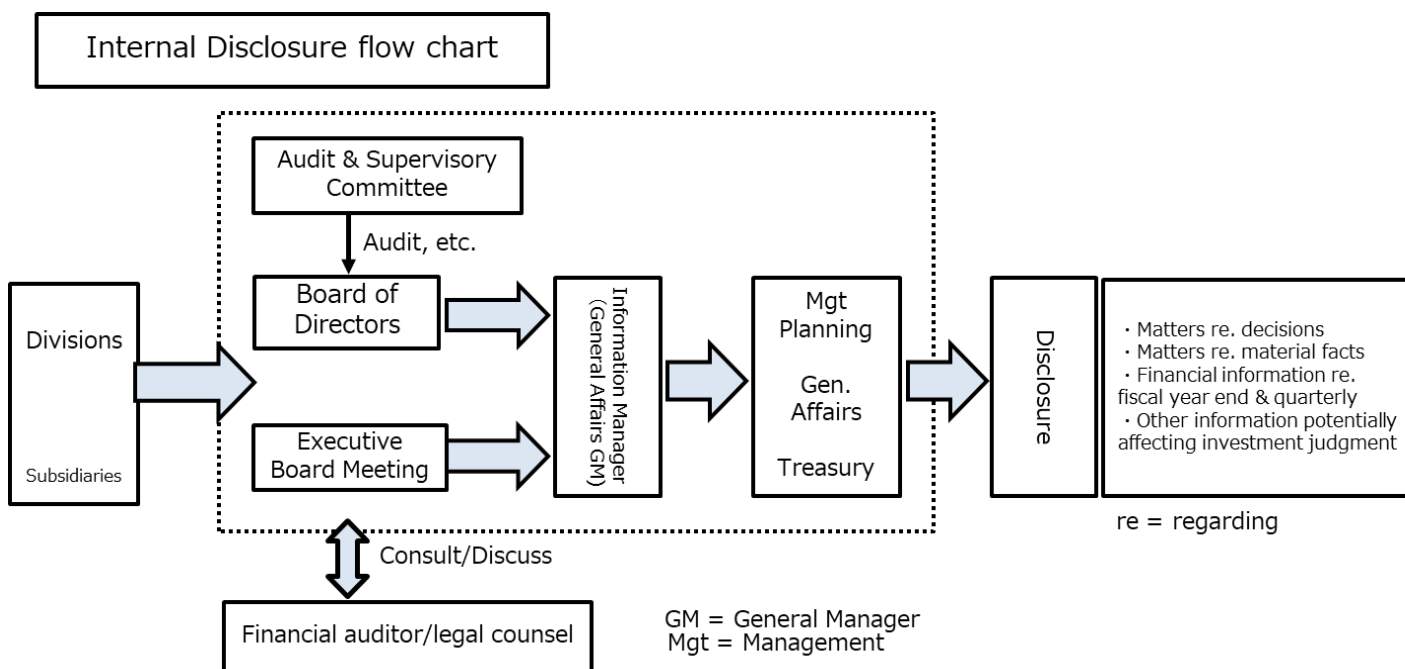 Internal Disclosure flow chart
Audit & Supervisory
Committee
Audit, etc.
Divisions
Subsidiaries
Board of
Directors
Executive
Board Meeting
Information Manager
(General Affairs GM)
Mgt
Planning
Gen.
Affairs
Treasury
Disclosure
・Matters re. decisions
・Matters re. material facts
・Financial information re.
fiscal year end & quarterly
・Other information potentially
affecting investment judgment
re = regarding
Consult/Discuss
Financial auditor/legal counsel
GM = General Manager
Mgt = Management